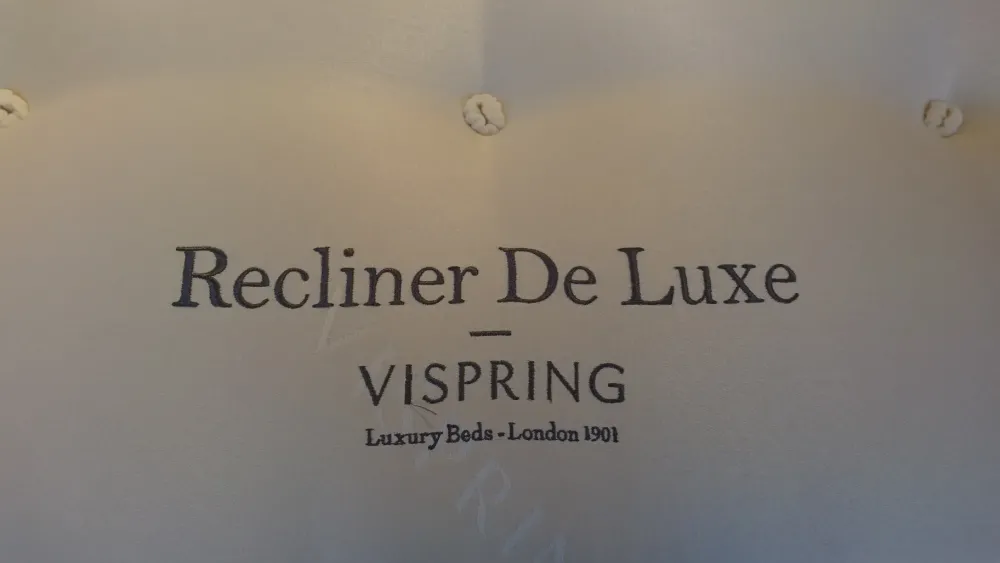 Recliner De Luxe
VISPRING
Luxury Beds - London 1901